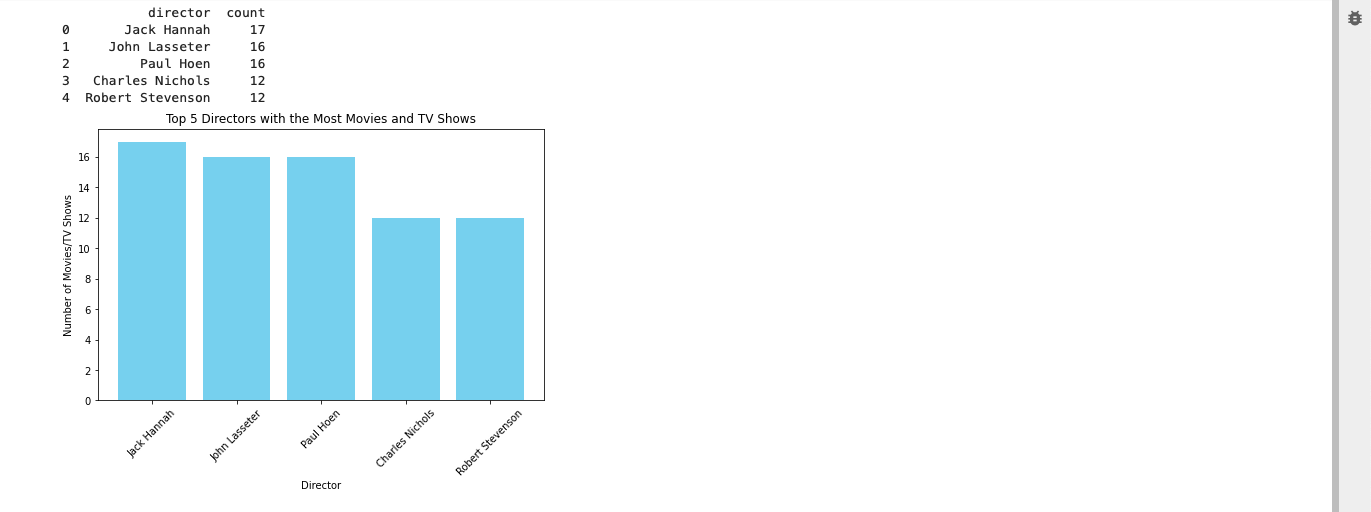 director count
0 Jack Hannah 17
1 John Lasseter 16
2 Paul Hoen 16
3 Charles Nichols 12
4 Robert Stevenson 12
Top 5 Directors with the Most Movies and TV Shows
Number of Movies/TV Shows
16
14
12
10
8
6
4
2
0
Jack Hannah
John Lasseter
Paul Hoen
Charles Nichols
Robert Stevenson
Director